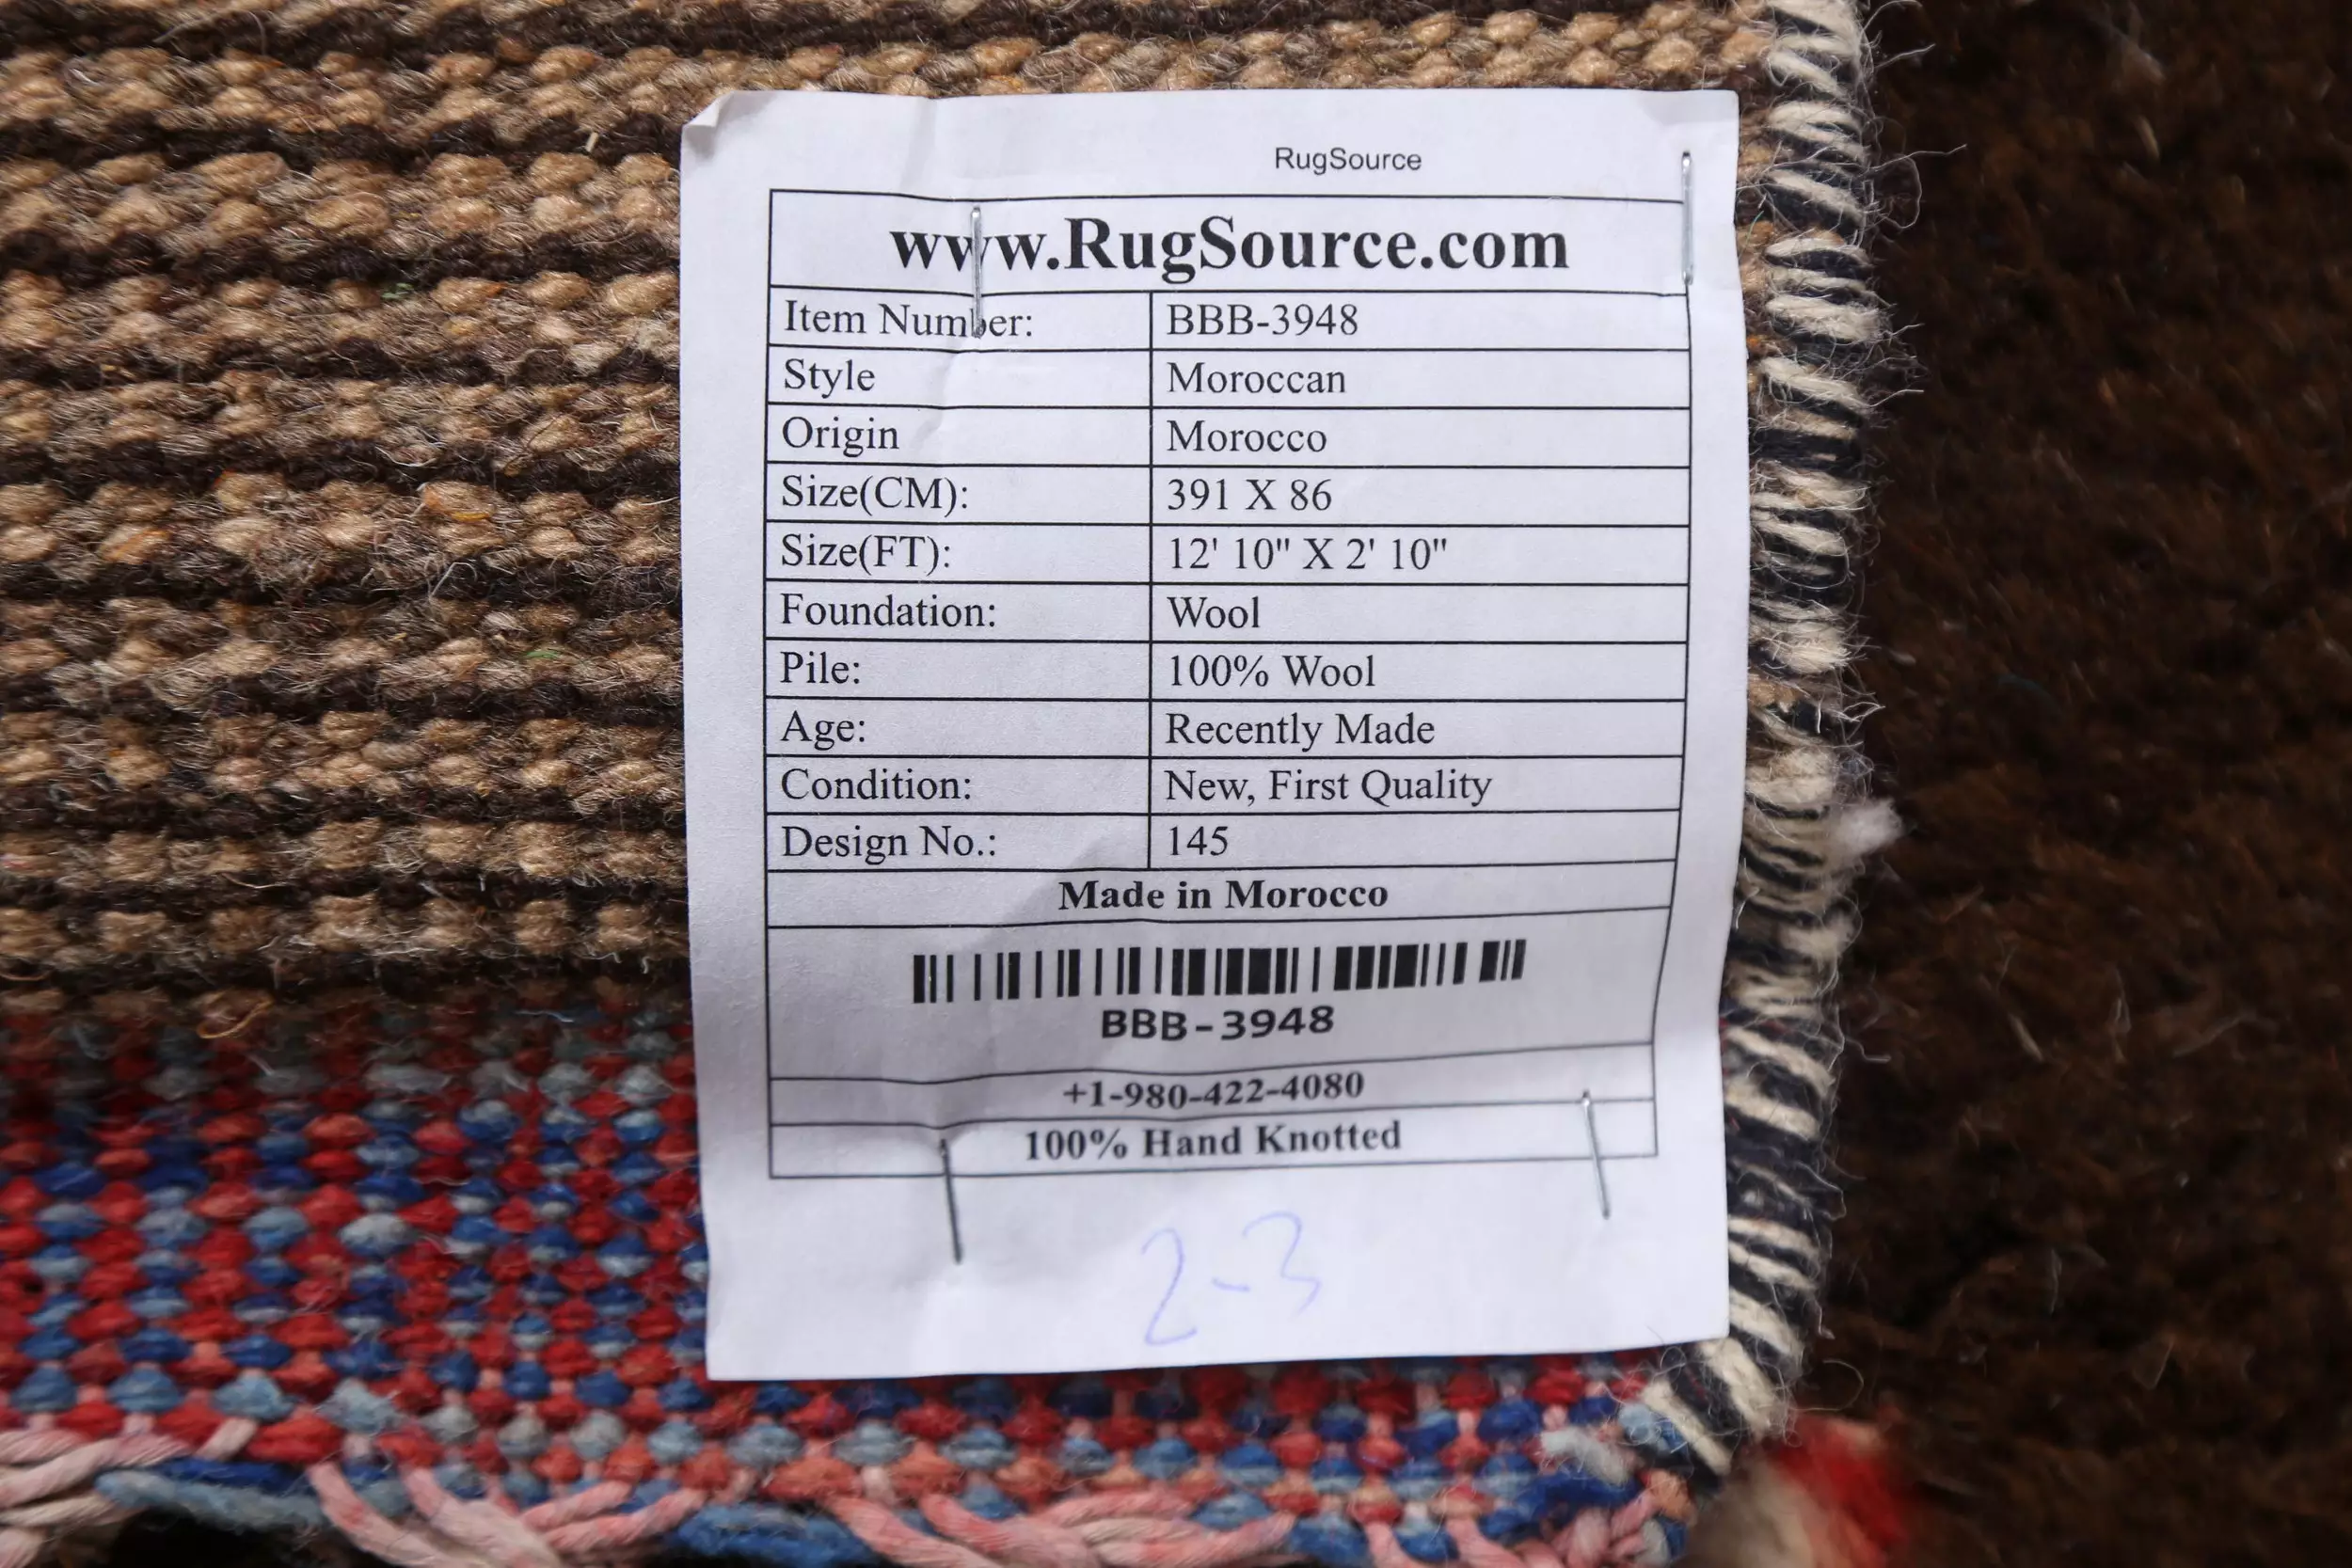 RugSource
www.RugSource.com
Item Number: BBB-3948
Style Moroccan
Origin Morocco
Size(CM): 391 X 86
Size(FT): 12' 10" X 2' 10"
Foundation: Wool
Pile: 100% Wool
Age: Recently Made
Condition: New, First Quality
Design No.: 145
Made in Morocco
BBB-3948
+1-980-422-4080
100% Hand Knotted
2-3